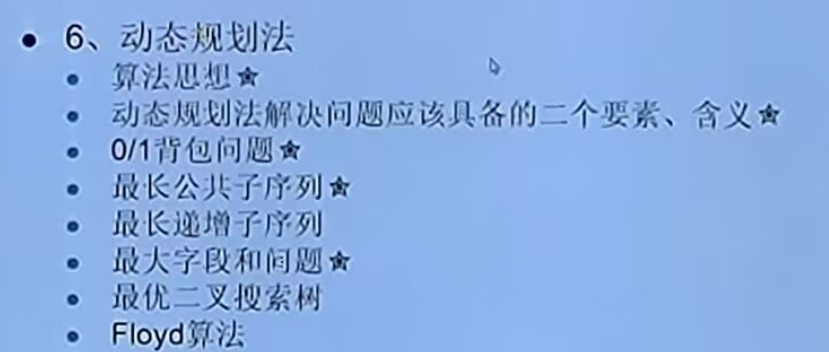 • 6、动态规划法
• 算法思想★
• 动态规划法解决问题应该具备的二个要素、含义★
• 0/1背包问题★
• 最长公共子序列★
• 最长递增子序列
• 最大字段和问题★
• 最优二叉搜索树
• Floyd算法